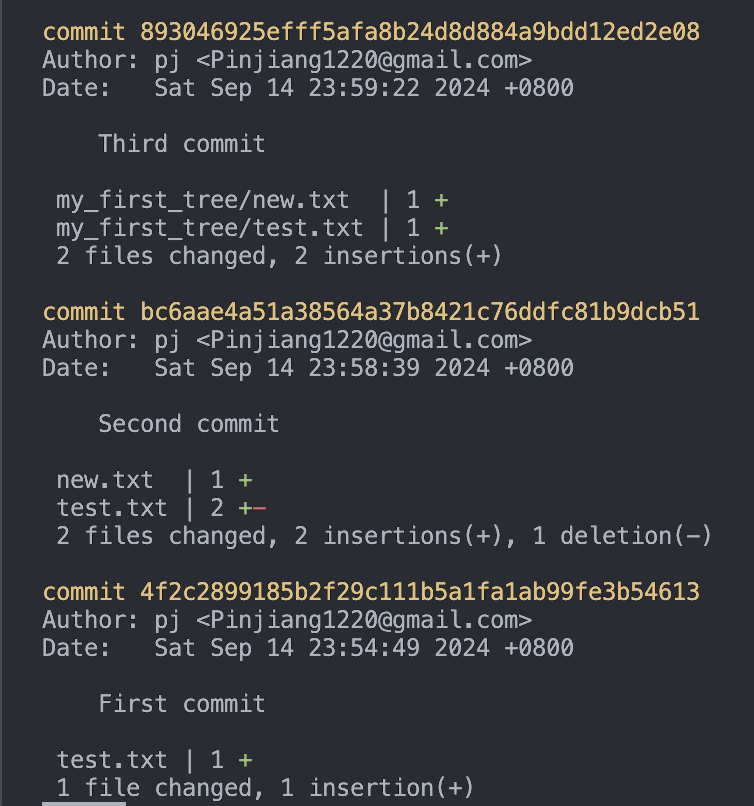 commit 893046925efff5afa8b24d8d884a9bdd12ed2e08
Author: pj <Pinjiang1220@gmail.com>
Date:   Sat Sep 14 23:59:22 2024 +0800
Third commit
my_first_tree/new.txt  | 1 +
my_first_tree/test.txt | 1 +
2 files changed, 2 insertions(+)
commit bc6aae4a51a38564a37b8421c76ddfc81b9dcb51
Author: pj <Pinjiang1220@gmail.com>
Date:   Sat Sep 14 23:58:39 2024 +0800
Second commit
new.txt  | 1 +
test.txt | 2 +-
2 files changed, 2 insertions(+), 1 deletion(-)
commit 4f2c2899185b2f29c111b5a1fa1ab99fe3b54613
Author: pj <Pinjiang1220@gmail.com>
Date:   Sat Sep 14 23:54:49 2024 +0800
First commit
test.txt | 1 +
1 file changed, 1 insertion(+)